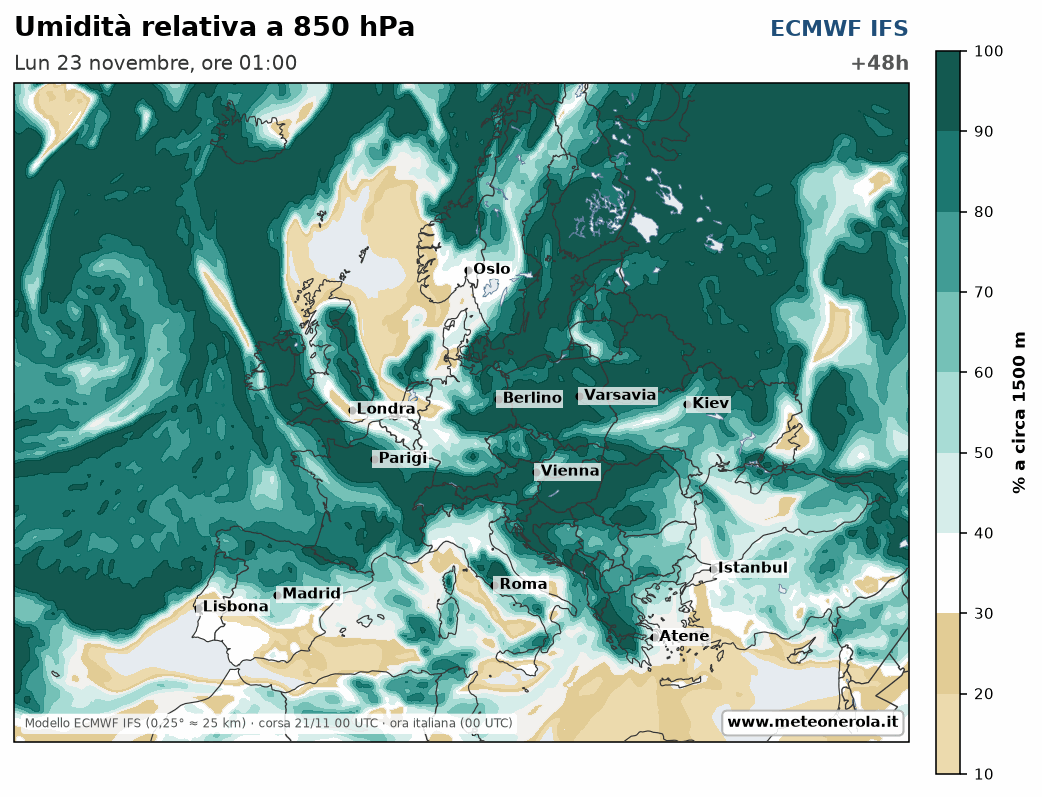 Umidità relativa a 850 hPa
ECMWF IFS
Lun 23 novembre, ore 01:00
+48h
100
90
80
70
60
50
40
30
20
10
% a circa 1500 m
Oslo
Londra
Berlino
Varsavia
Kiev
Parigi
Vienna
Istanbul
Roma
Madrid
Lisbona
Atene
Modello ECMWF IFS (0,25° ≈ 25 km) · corsa 21/11 00 UTC · ora italiana (00 UTC)
www.meteonerola.it